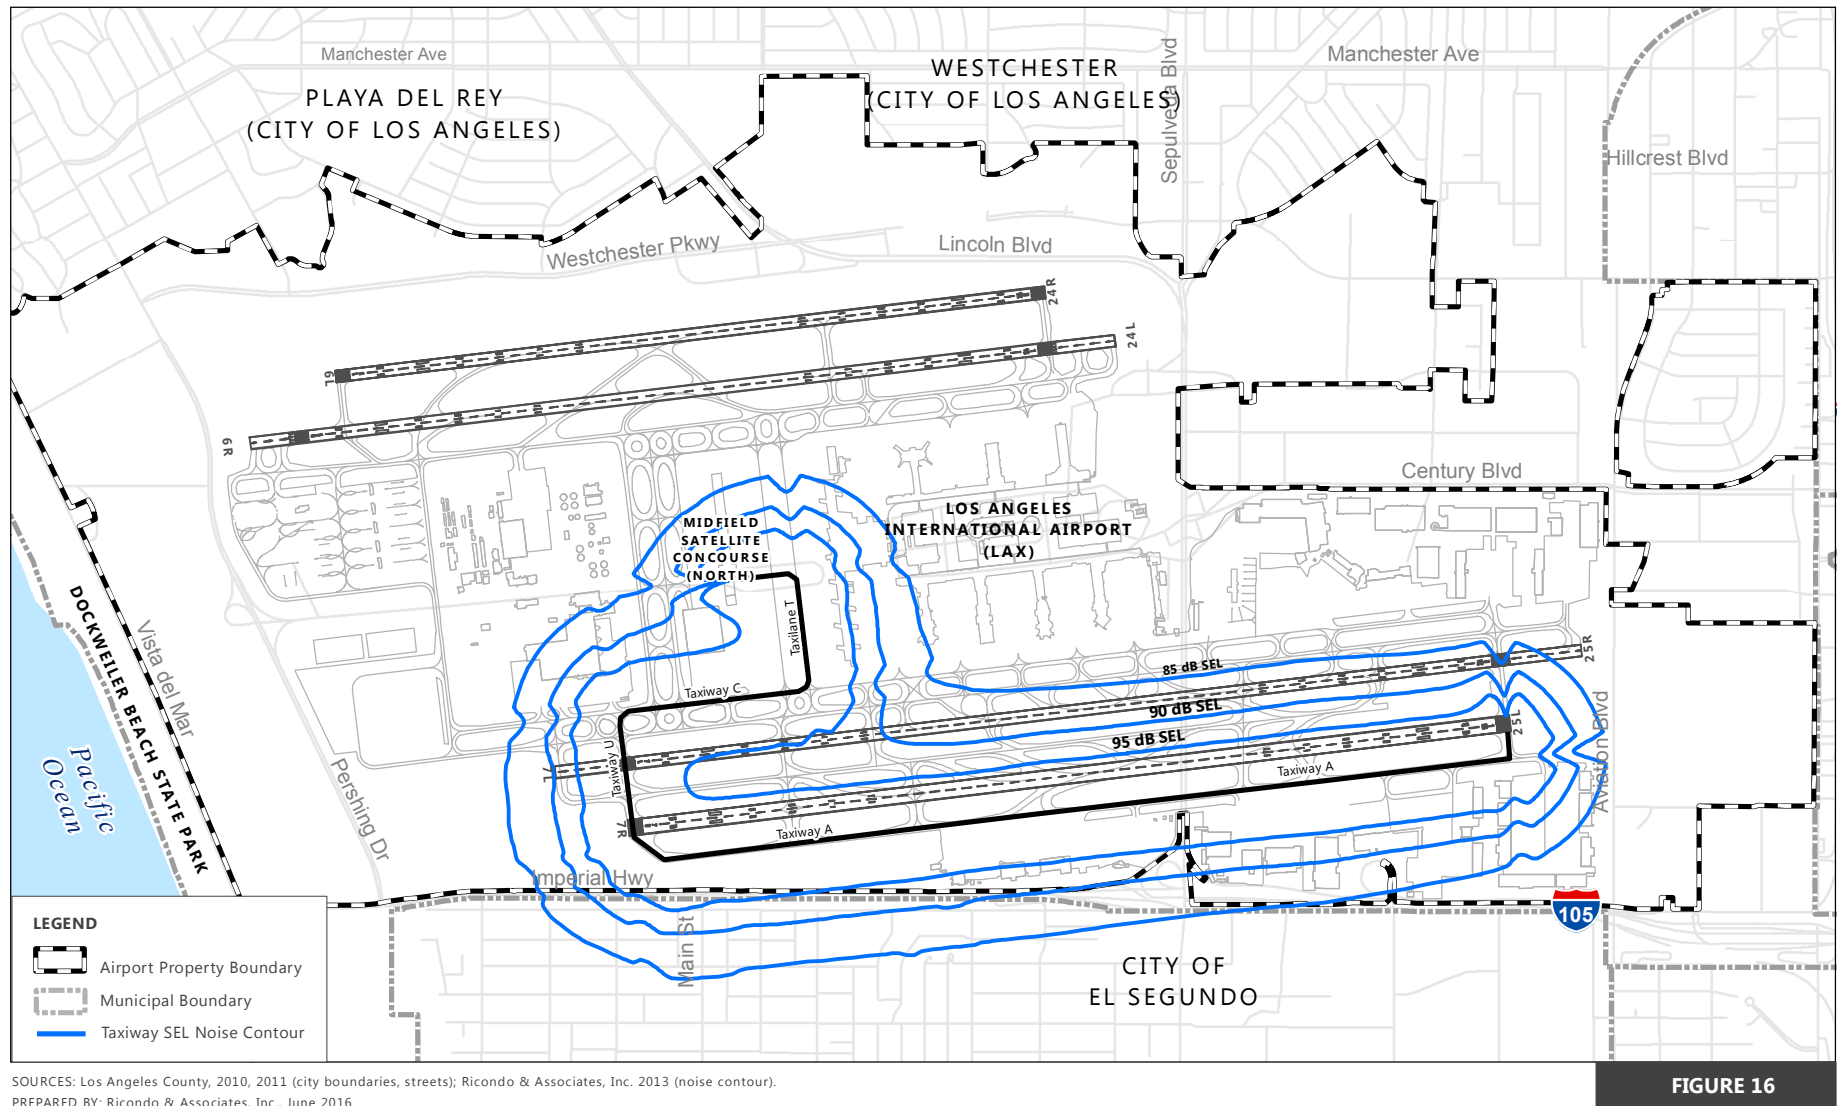 Manchester Ave
Manchester Ave
WESTCHESTER
(CITY OF LOS ANGELES)
PLAYA DEL REY
(CITY OF LOS ANGELES)
Sepulveda Blvd
Hillcrest Blvd
Westchester Pkwy
Lincoln Blvd
24R
24L
6L
6R
Century Blvd
MIDFIELD
SATELLITE
CONCOURSE
(NORTH)
LOS ANGELES
INTERNATIONAL AIRPORT
(LAX)
DOCKWEILER BEACH STATE PARK
Vista del Mar
Pacific
Ocean
Pershing Dr
Taxilane T
Taxiway C
Taxiway U
85 dB SEL
90 dB SEL
95 dB SEL
25R
25L
7L
7R
Taxiway A
Taxiway A
Aviation Blvd
Imperial Hwy
Main St
105
CITY OF
EL SEGUNDO
LEGEND
Airport Property Boundary
Municipal Boundary
Taxiway SEL Noise Contour
SOURCES: Los Angeles County, 2010, 2011 (city boundaries, streets); Ricondo & Associates, Inc. 2013 (noise contour).
PREPARED BY: Ricondo & Associates, Inc., June 2016.
FIGURE 16